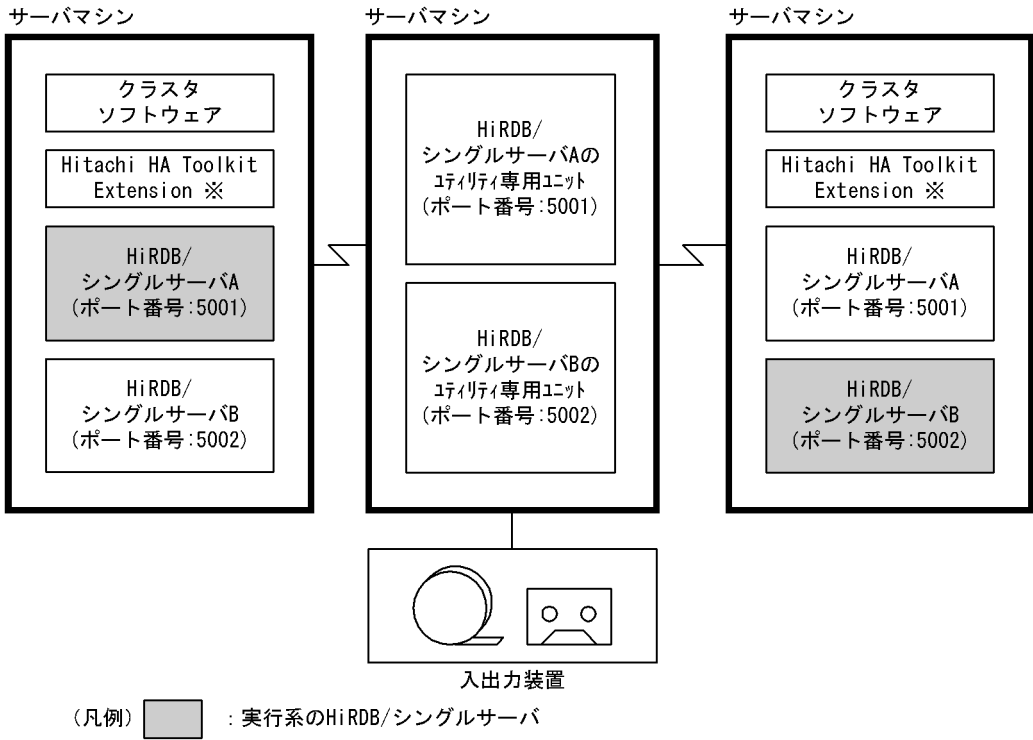 サーバマシン
サーバマシン
サーバマシン
クラスタ
ソフトウェア
Hitachi HA Toolkit
Extension ※
HiRDB/
シングルサーバA
(ポート番号:5001)
HiRDB/
シングルサーバB
(ポート番号:5002)
HiRDB/
シングルサーバAの
ﾕﾃｨﾘﾃｨ専用ﾕﾆｯﾄ
(ポート番号:5001)
HiRDB/
シングルサーバBの
ﾕﾃｨﾘﾃｨ専用ﾕﾆｯﾄ
(ポート番号:5002)
クラスタ
ソフトウェア
Hitachi HA Toolkit
Extension ※
HiRDB/
シングルサーバA
(ポート番号:5001)
HiRDB/
シングルサーバB
(ポート番号:5002)
入出力装置
(凡例) :実行系のHiRDB/シングルサーバ